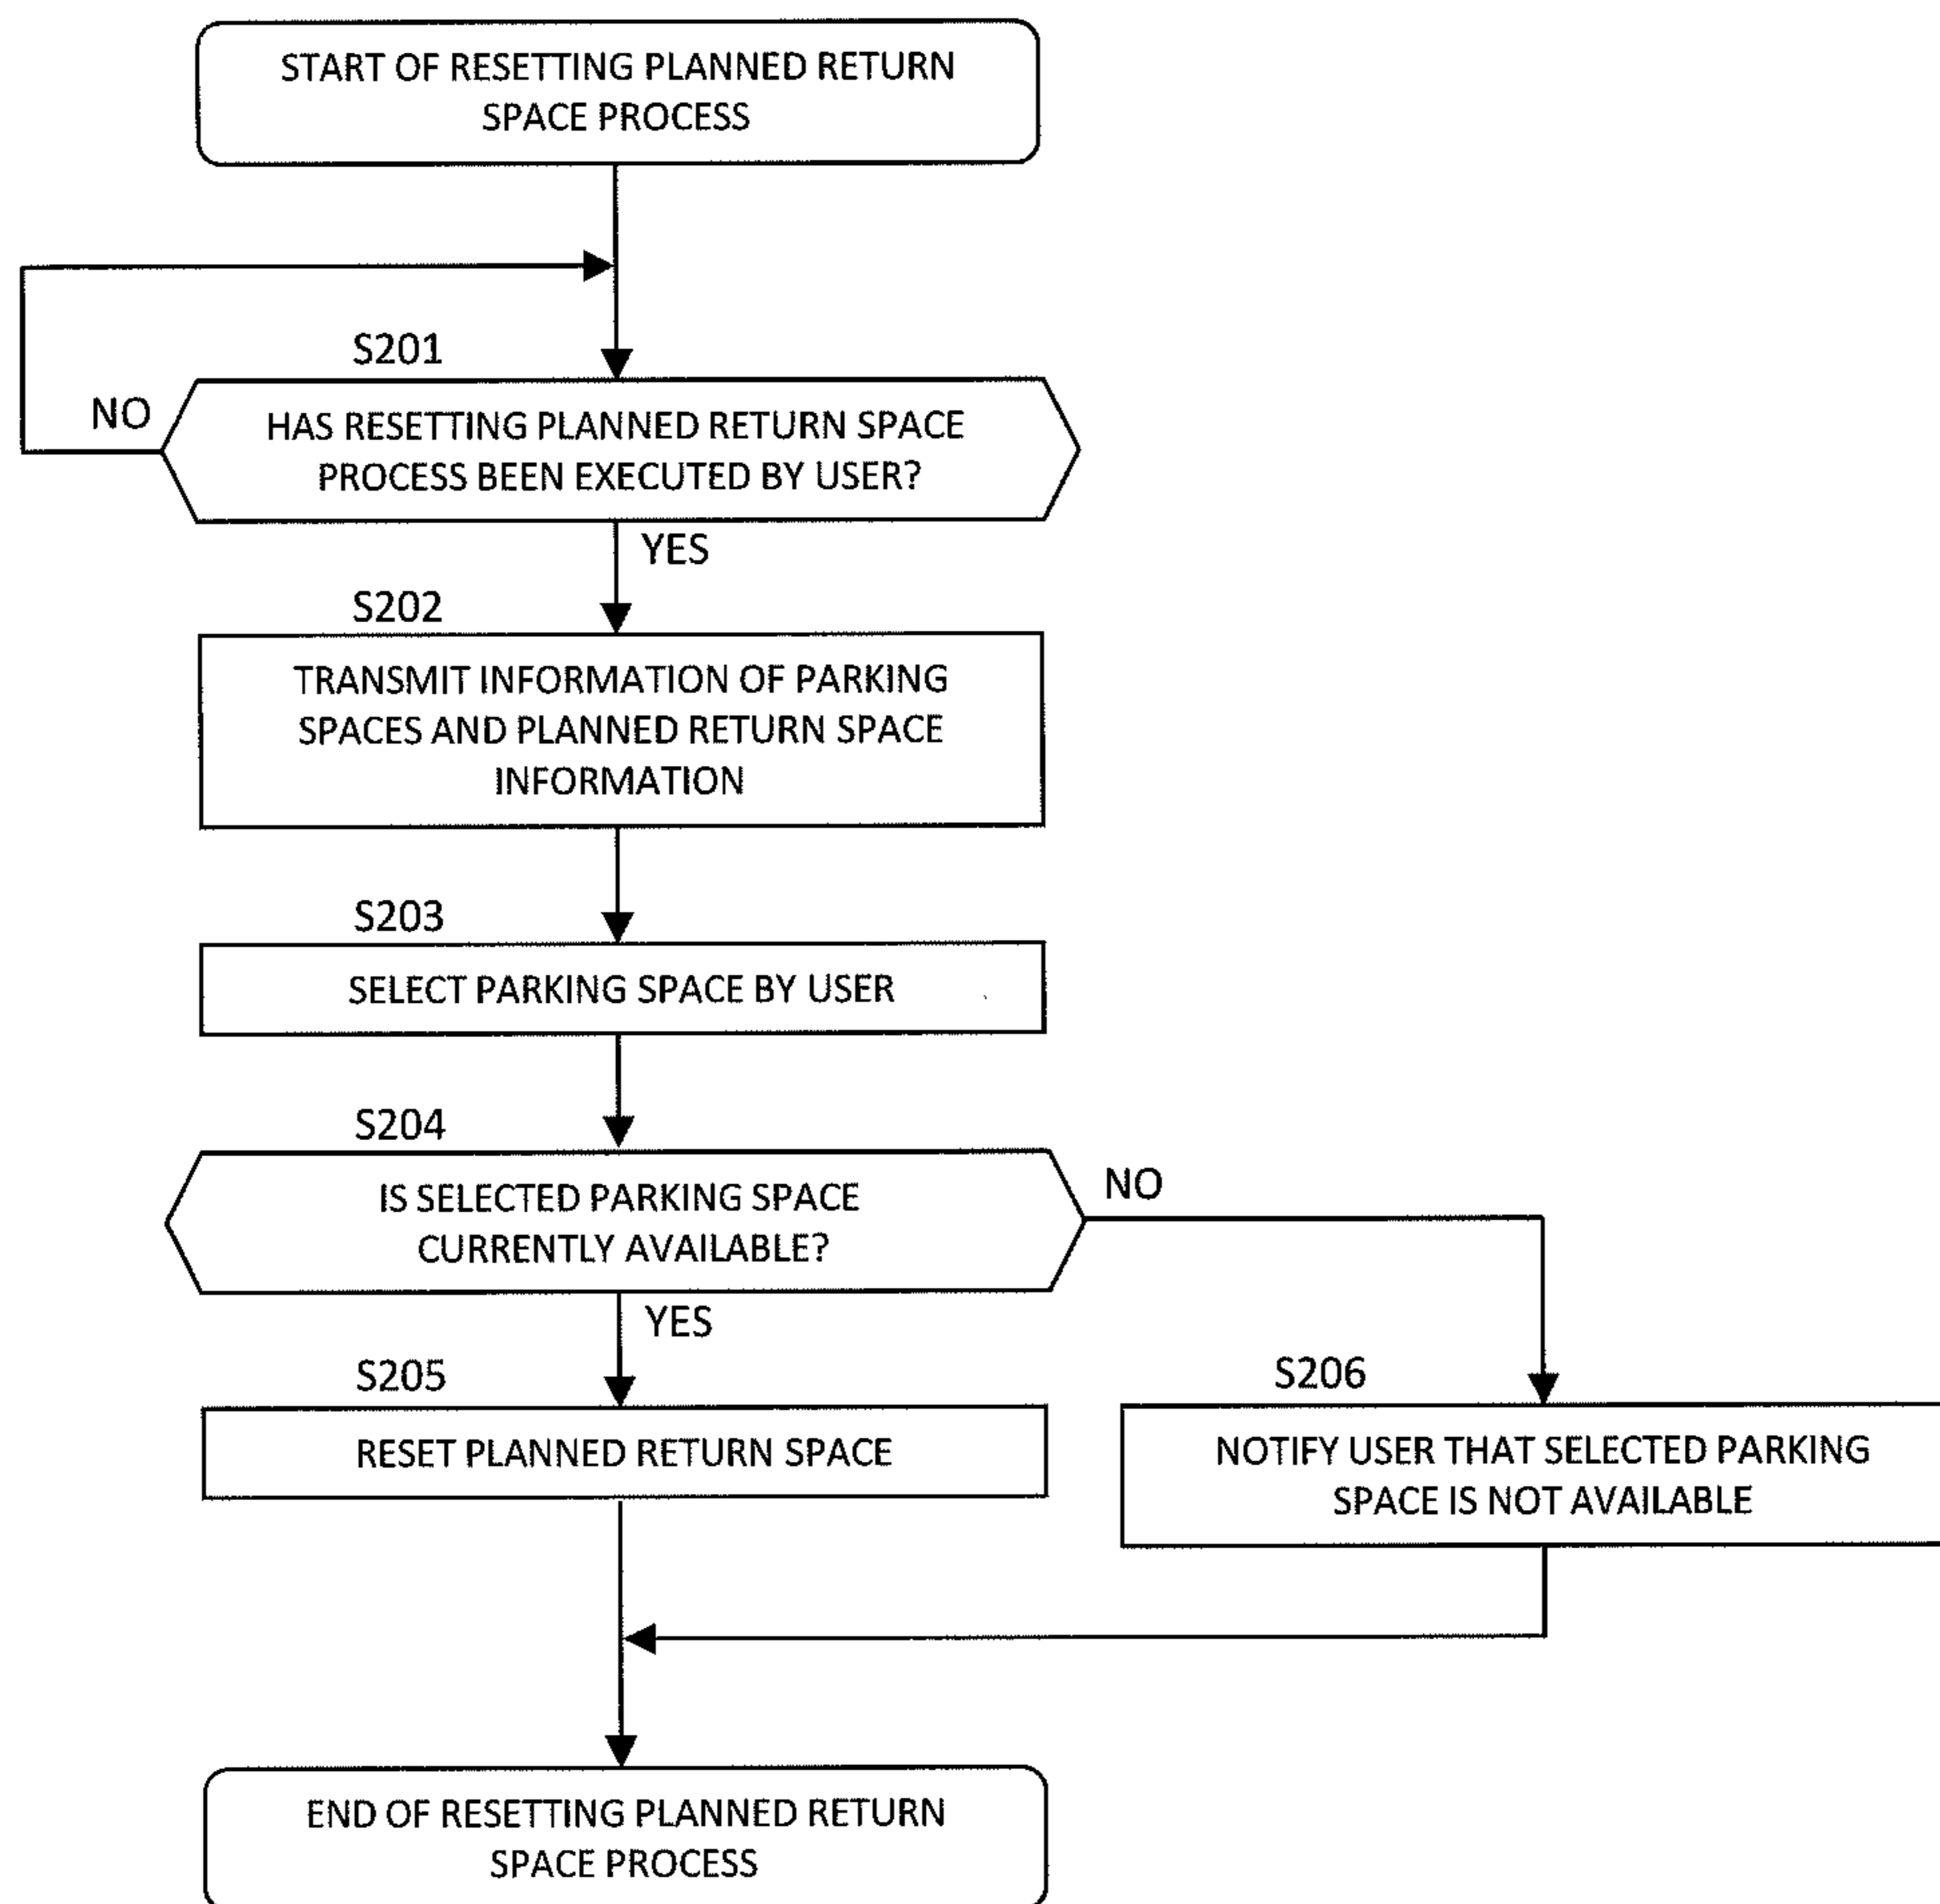 START OF RESETTING PLANNED RETURN
SPACE PROCESS
S201
NO
HAS RESETTING PLANNED RETURN SPACE
PROCESS BEEN EXECUTED BY USER?
YES
S202
TRANSMIT INFORMATION OF PARKING
SPACES AND PLANNED RETURN SPACE
INFORMATION
S203
SELECT PARKING SPACE BY USER
S204
IS SELECTED PARKING SPACE
CURRENTLY AVAILABLE?
NO
YES
S205
RESET PLANNED RETURN SPACE
S206
NOTIFY USER THAT SELECTED PARKING
SPACE IS NOT AVAILABLE
END OF RESETTING PLANNED RETURN
SPACE PROCESS